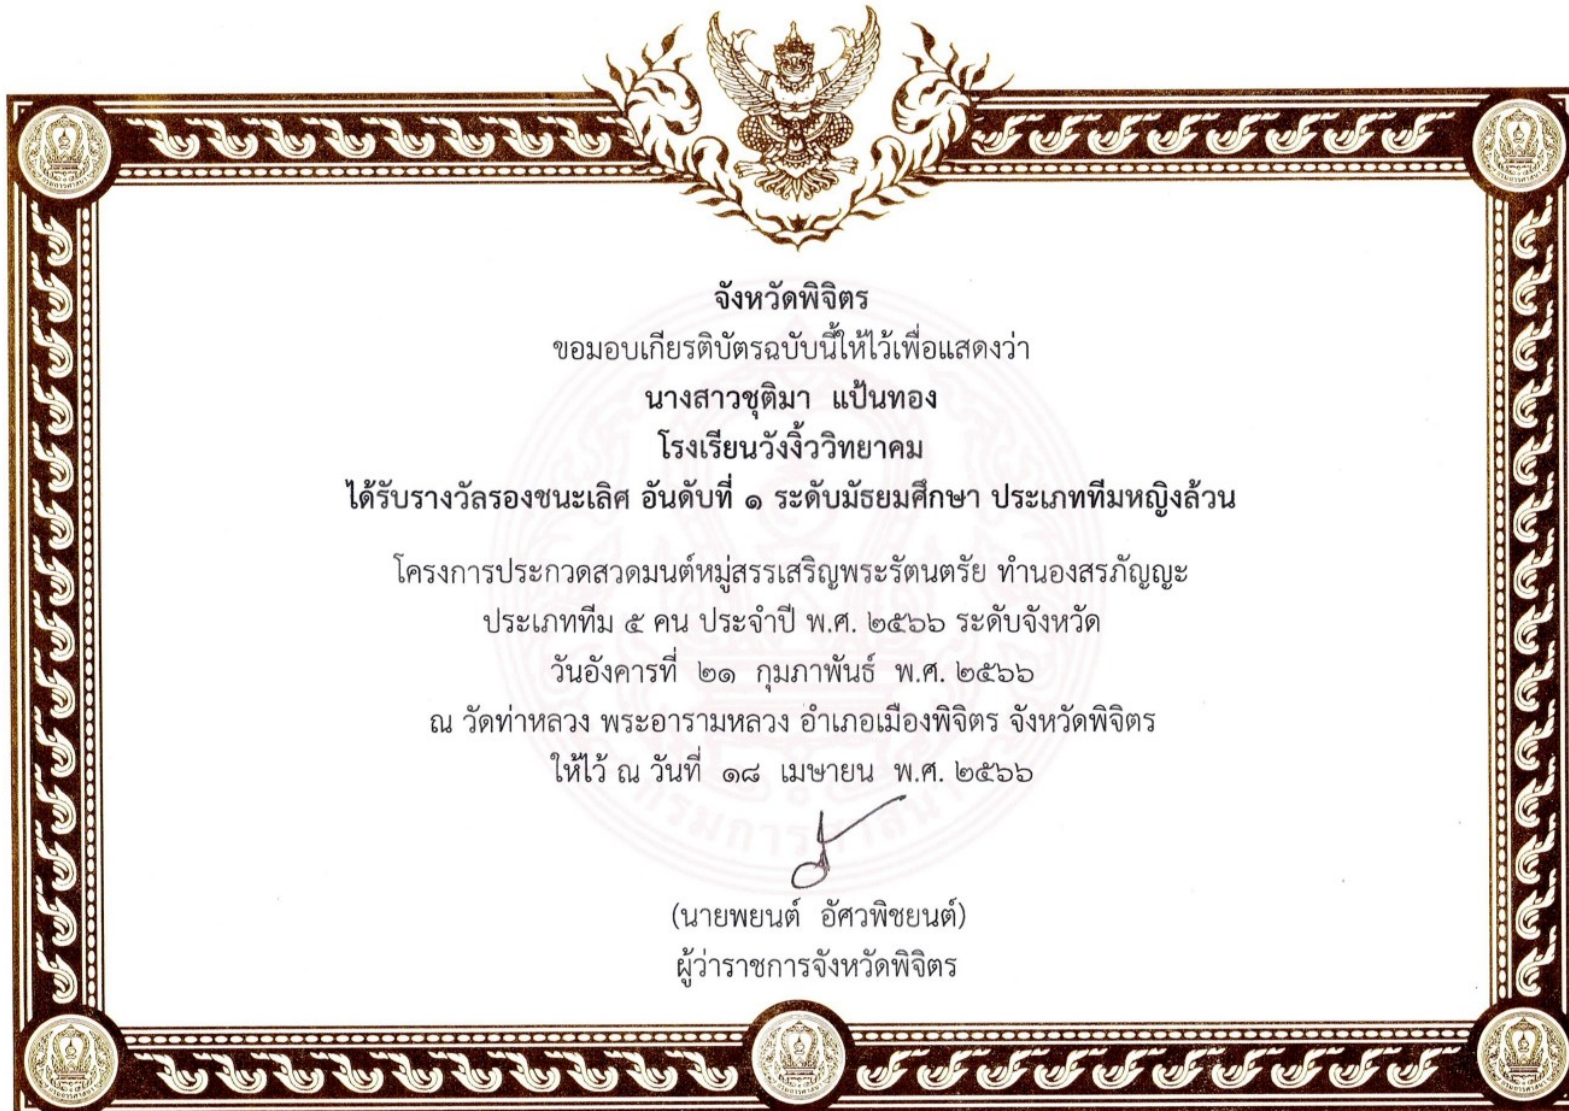 จังหวัดพิจิตร
ขอมอบเกียรติบัตรฉบับนี้ให้ไว้เพื่อแสดงว่า
นางสาวชุติมา แป้นทอง
โรงเรียนวังงิ้ววิทยาคม
ได้รับรางวัลรองชนะเลิศ อันดับที่ ๑ ระดับมัธยมศึกษา ประเภททีมหญิงล้วน
โครงการประกวดสวดมนต์หมู่สรรเสริญพระรัตนตรัย ทำนองสรภัญญะ
ประเภททีม ๕ คน ประจำปี พ.ศ. ๒๕๖๖ ระดับจังหวัด
วันอังคารที่ ๒๑ กุมภาพันธ์ พ.ศ. ๒๕๖๖
ณ วัดท่าหลวง พระอารามหลวง อำเภอเมืองพิจิตร จังหวัดพิจิตร
ให้ไว้ ณ วันที่ ๑๘ เมษายน พ.ศ. ๒๕๖๖
กรมการศาสนา
(นายพยนต์ อัศวพิชยนต์)
ผู้ว่าราชการจังหวัดพิจิตร